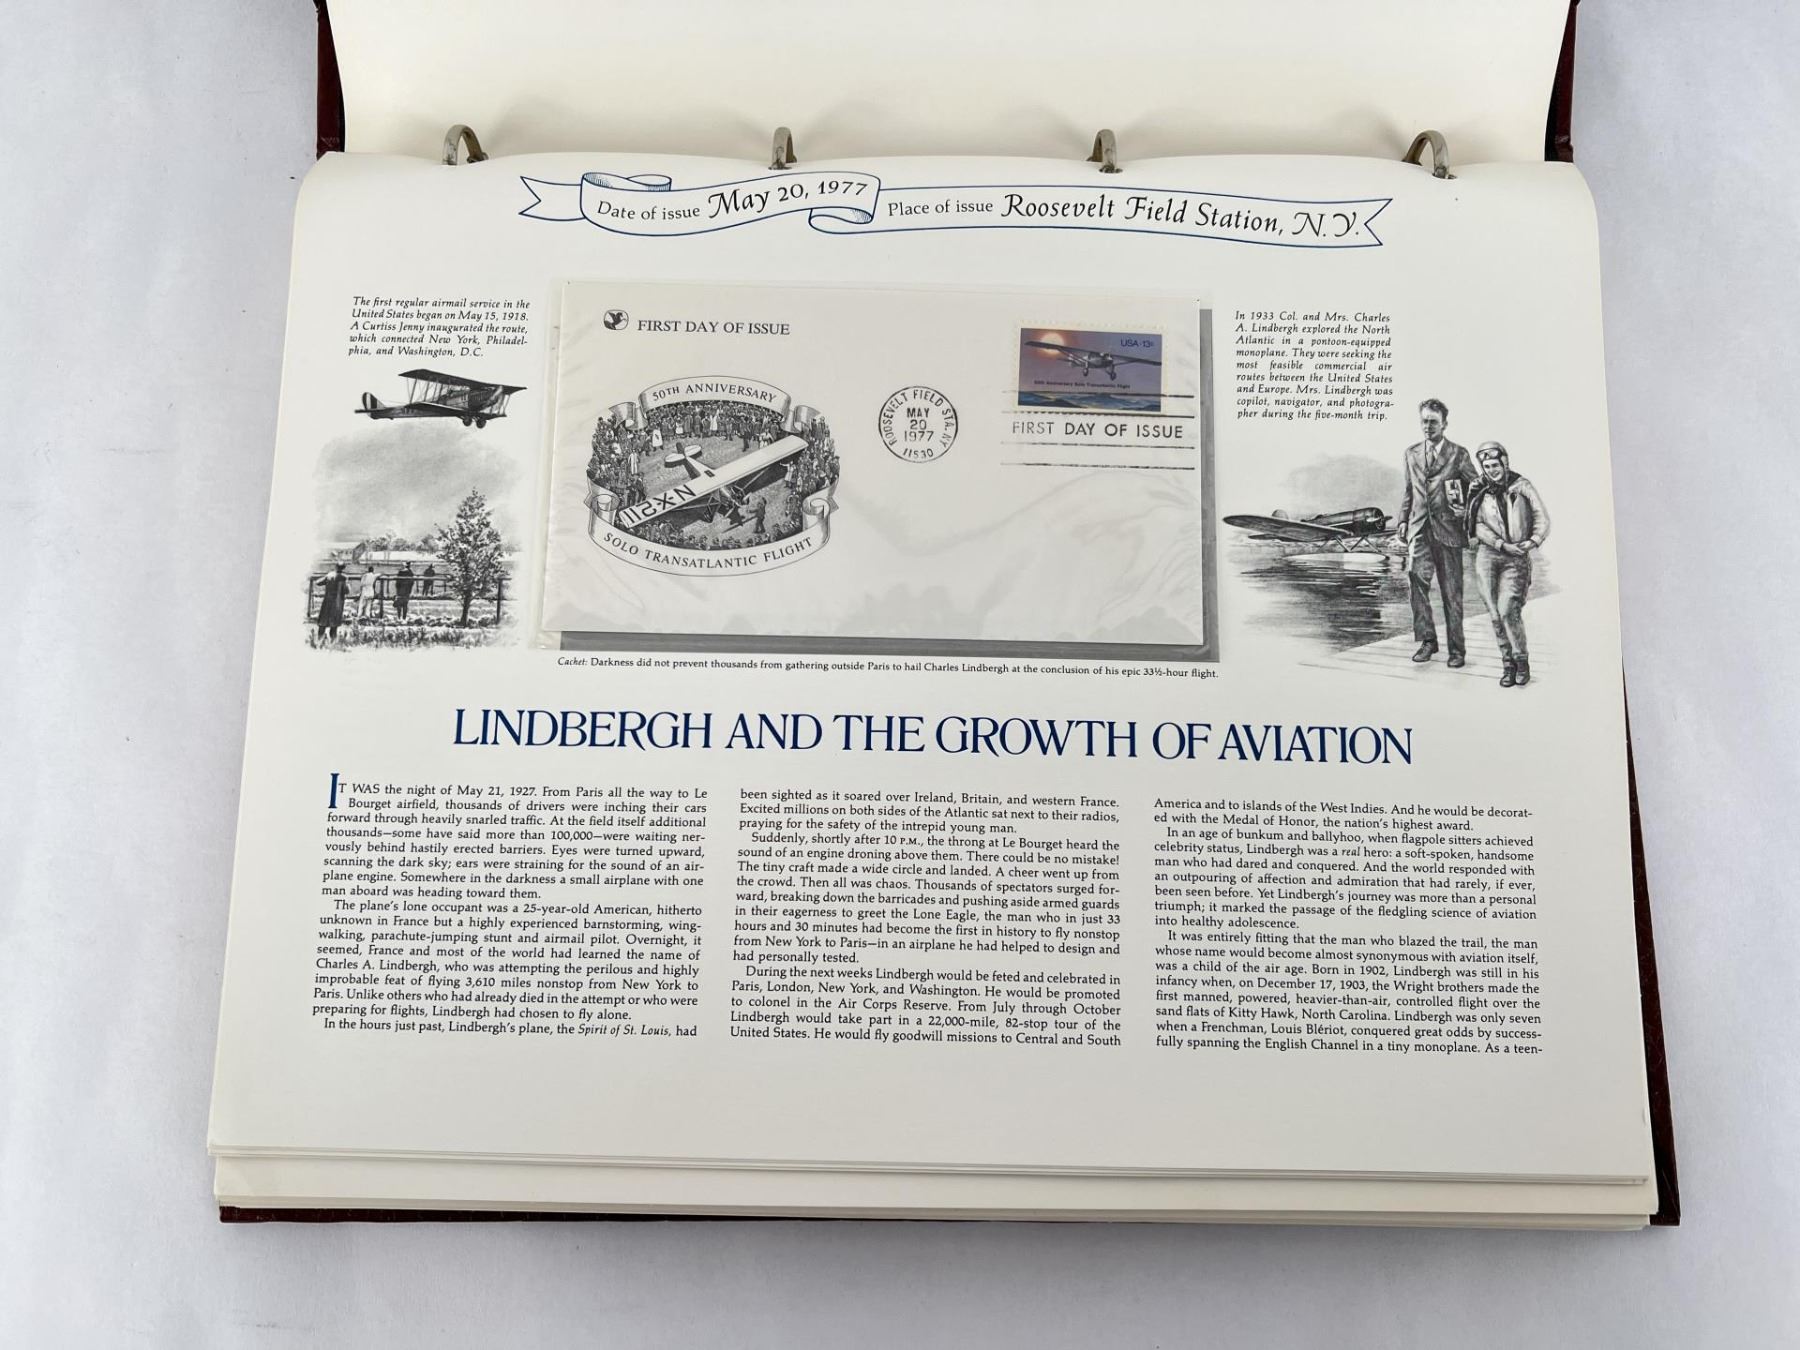 Date of issue May 20, 1977 Place of issue Roosevelt Field Station, N.Y.
The first regular airmail service in the
United States began on May 15, 1918.
A Curtiss Jenny inaugurated the route,
which connected New York, Philadel-
phia, and Washington, D.C.
FIRST DAY OF ISSUE
50TH ANNIVERSARY
N-X-211
SOLO TRANSATLANTIC FLIGHT
ROOSEVELT FIELD STA. NY
MAY
20
1977
11530
USA·13c
50th Anniversary Solo Transatlantic Flight
FIRST DAY OF ISSUE
In 1933 Col. and Mrs. Charles
A. Lindbergh explored the North
Atlantic in a pontoon-equipped
monoplane. They were seeking the
most feasible commercial air
routes between the United States
and Europe. Mrs. Lindbergh was
copilot, navigator, and photogra-
pher during the five-month trip.
Cachet: Darkness did not prevent thousands from gathering outside Paris to hail Charles Lindbergh at the conclusion of his epic 33½-hour flight.
LINDBERGH AND THE GROWTH OF AVIATION
IT WAS the night of May 21, 1927. From Paris all the way to Le
Bourget airfield, thousands of drivers were inching their cars
forward through heavily snarled traffic. At the field itself additional
thousands—some have said more than 100,000—were waiting ner-
vously behind hastily erected barriers. Eyes were turned upward,
scanning the dark sky; ears were straining for the sound of an air-
plane engine. Somewhere in the darkness a small airplane with one
man aboard was heading toward them.
The plane's lone occupant was a 25-year-old American, hitherto
unknown in France but a highly experienced barnstorming, wing-
walking, parachute-jumping stunt and airmail pilot. Overnight, it
seemed, France and most of the world had learned the name of
Charles A. Lindbergh, who was attempting the perilous and highly
improbable feat of flying 3,610 miles nonstop from New York to
Paris. Unlike others who had already died in the attempt or who were
preparing for flights, Lindbergh had chosen to fly alone.
In the hours just past, Lindbergh's plane, the Spirit of St. Louis, had
been sighted as it soared over Ireland, Britain, and western France.
Excited millions on both sides of the Atlantic sat next to their radios,
praying for the safety of the intrepid young man.
Suddenly, shortly after 10 P.M., the throng at Le Bourget heard the
sound of an engine droning above them. There could be no mistake!
The tiny craft made a wide circle and landed. A cheer went up from
the crowd. Then all was chaos. Thousands of spectators surged for-
ward, breaking down the barricades and pushing aside armed guards
in their eagerness to greet the Lone Eagle, the man who in just 33
hours and 30 minutes had become the first in history to fly nonstop
from New York to Paris—in an airplane he had helped to design and
had personally tested.
During the next weeks Lindbergh would be feted and celebrated in
Paris, London, New York, and Washington. He would be promoted
to colonel in the Air Corps Reserve. From July through October
Lindbergh would take part in a 22,000-mile, 82-stop tour of the
United States. He would fly goodwill missions to Central and South
America and to islands of the West Indies. And he would be decorat-
ed with the Medal of Honor, the nation's highest award.
In an age of bunkum and ballyhoo, when flagpole sitters achieved
celebrity status, Lindbergh was a real hero: a soft-spoken, handsome
man who had dared and conquered. And the world responded with
an outpouring of affection and admiration that had rarely, if ever,
been seen before. Yet Lindbergh's journey was more than a personal
triumph; it marked the passage of the fledgling science of aviation
into healthy adolescence.
It was entirely fitting that the man who blazed the trail, the man
whose name would become almost synonymous with aviation itself,
was a child of the air age. Born in 1902, Lindbergh was still in his
infancy when, on December 17, 1903, the Wright brothers made the
first manned, powered, heavier-than-air, controlled flight over the
sand flats of Kitty Hawk, North Carolina. Lindbergh was only seven
when a Frenchman, Louis Blériot, conquered great odds by success-
fully spanning the English Channel in a tiny monoplane. As a teen-